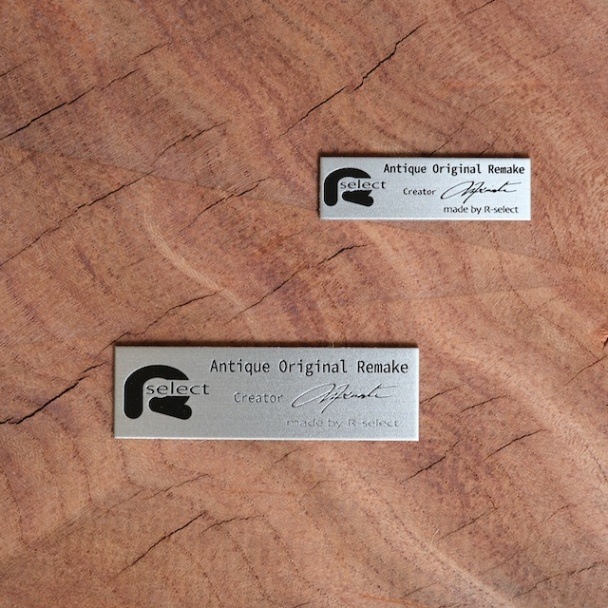 Antique Original Remake
select
Creator
made by R-select
Antique Original Remake
select
Creator
made by R-select